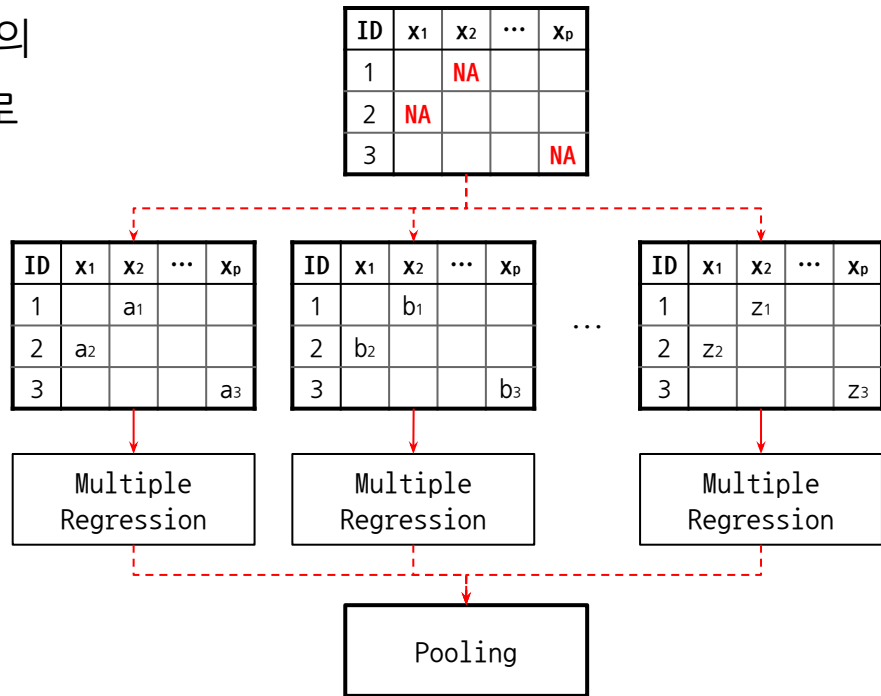 의
로
ID x1 x2 ⋯ xp
1 NA
2 NA
3 NA
ID x1 x2 ⋯ xp
1 a1
2 a2
3 a3
ID x1 x2 ⋯ xp
1 b1
2 b2
3 b3
⋯
ID x1 x2 ⋯ xp
1 z1
2 z2
3 z3
Multiple
Regression
Multiple
Regression
Multiple
Regression
Pooling